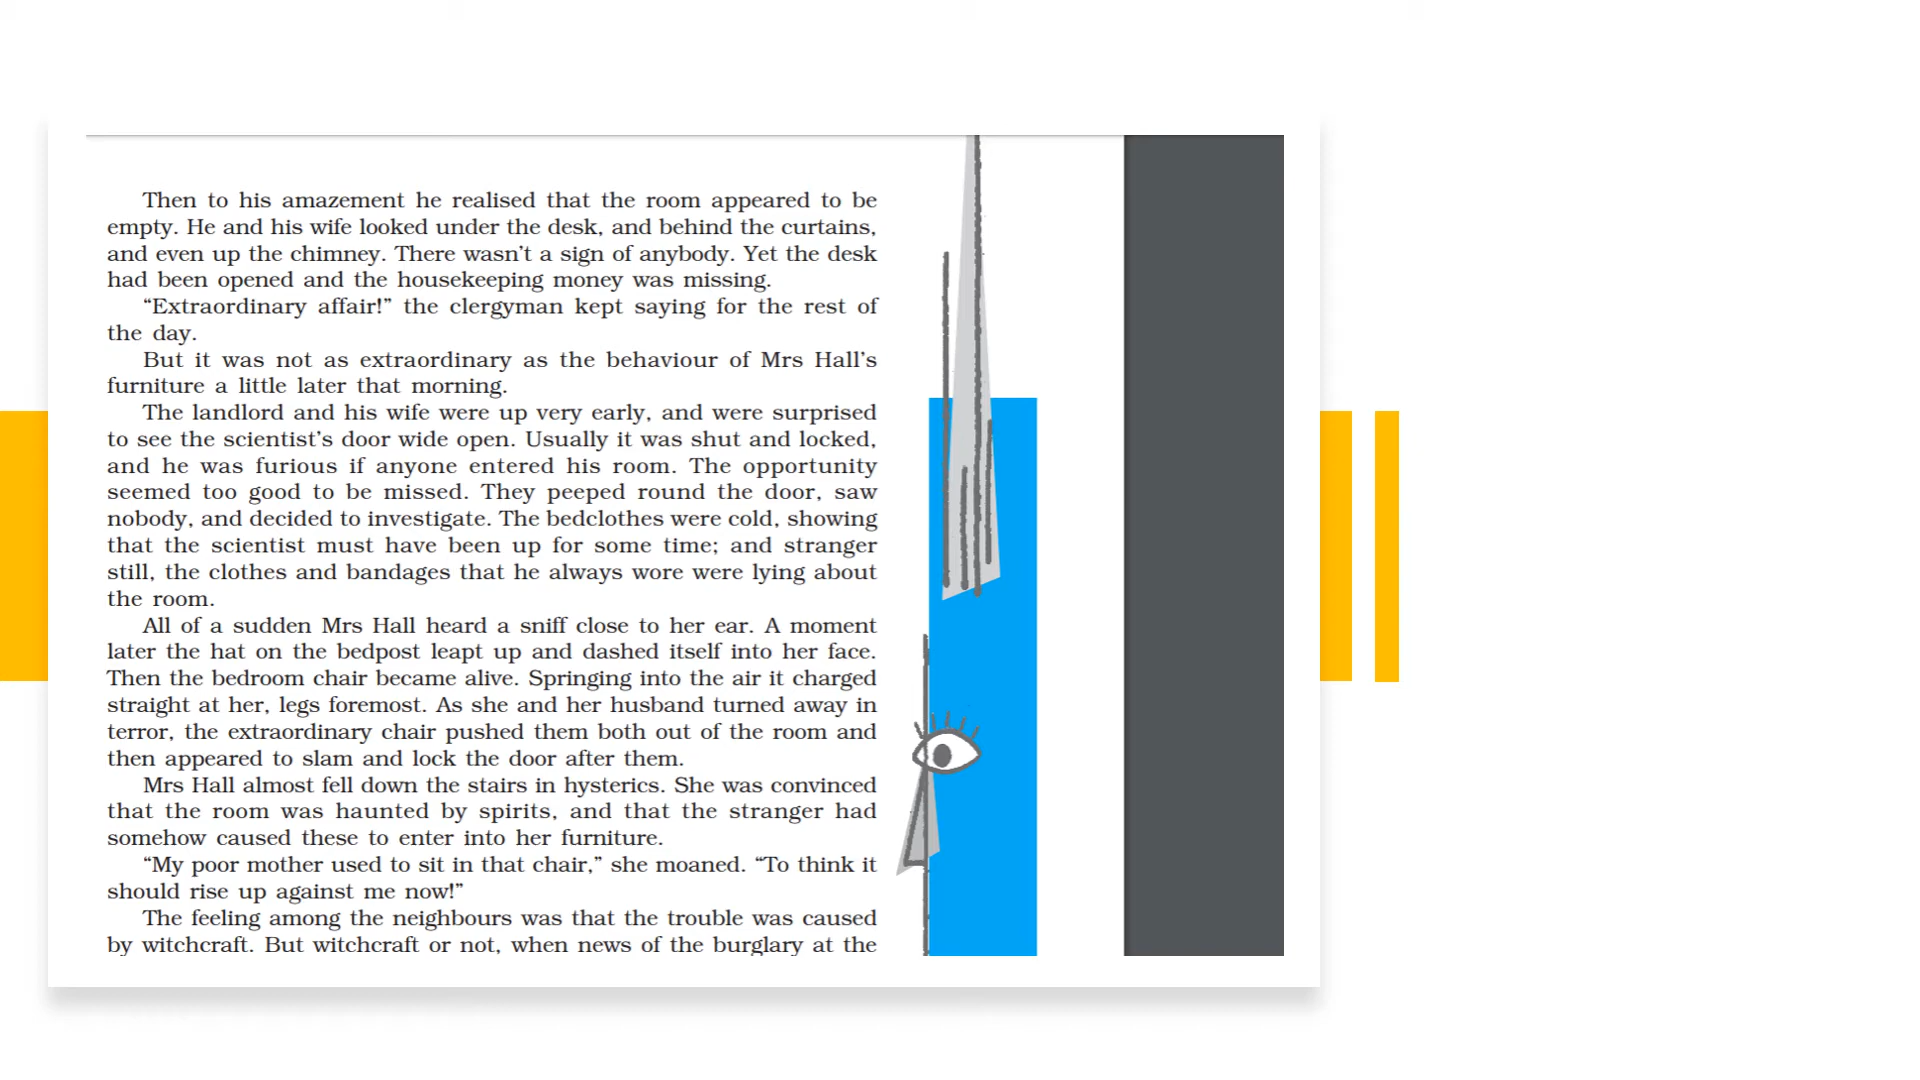 Then to his amazement he realised that the room appeared to be
empty. He and his wife looked under the desk, and behind the curtains,
and even up the chimney. There wasn’t a sign of anybody. Yet the desk
had been opened and the housekeeping money was missing.
“Extraordinary affair!” the clergyman kept saying for the rest of
the day.
But it was not as extraordinary as the behaviour of Mrs Hall’s
furniture a little later that morning.
The landlord and his wife were up very early, and were surprised
to see the scientist’s door wide open. Usually it was shut and locked,
and he was furious if anyone entered his room. The opportunity
seemed too good to be missed. They peeped round the door, saw
nobody, and decided to investigate. The bedclothes were cold, showing
that the scientist must have been up for some time; and stranger
still, the clothes and bandages that he always wore were lying about
the room.
All of a sudden Mrs Hall heard a sniff close to her ear. A moment
later the hat on the bedpost leapt up and dashed itself into her face.
Then the bedroom chair became alive. Springing into the air it charged
straight at her, legs foremost. As she and her husband turned away in
terror, the extraordinary chair pushed them both out of the room and
then appeared to slam and lock the door after them.
Mrs Hall almost fell down the stairs in hysterics. She was convinced
that the room was haunted by spirits, and that the stranger had
somehow caused these to enter into her furniture.
“My poor mother used to sit in that chair,” she moaned. “To think it
should rise up against me now!”
The feeling among the neighbours was that the trouble was caused
by witchcraft. But witchcraft or not, when news of the burglary at the